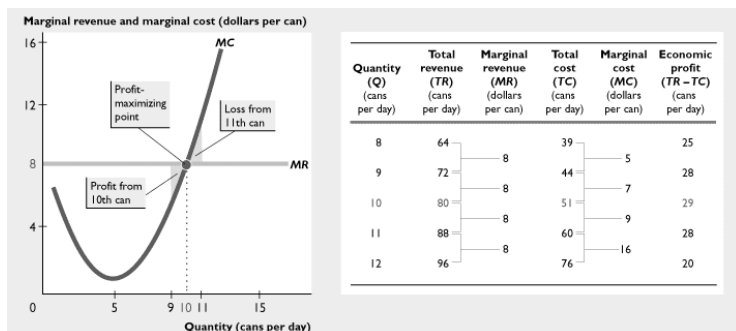 Marginal revenue and marginal cost (dollars per can)
16
MC
12
Profit-
maximizing
point
Loss from
11th can
8
MR
Profit from
10th can
4
0 5 9 10 11 15
Quantity (cans per day)
Quantity
(Q)
(cans
per day)
Total
revenue
(TR)
(cans
per day)
Marginal
revenue
(MR)
(dollars
per can)
Total
cost
(TC)
(cans
per day)
Marginal
cost
(MC)
(dollars
per can)
Economic
profit
(TR – TC)
(cans
per day)
8 64 39 25
8 5
9 72 44 28
8 7
10 80 51 29
8 9
11 88 60 28
8 16
12 96 76 20